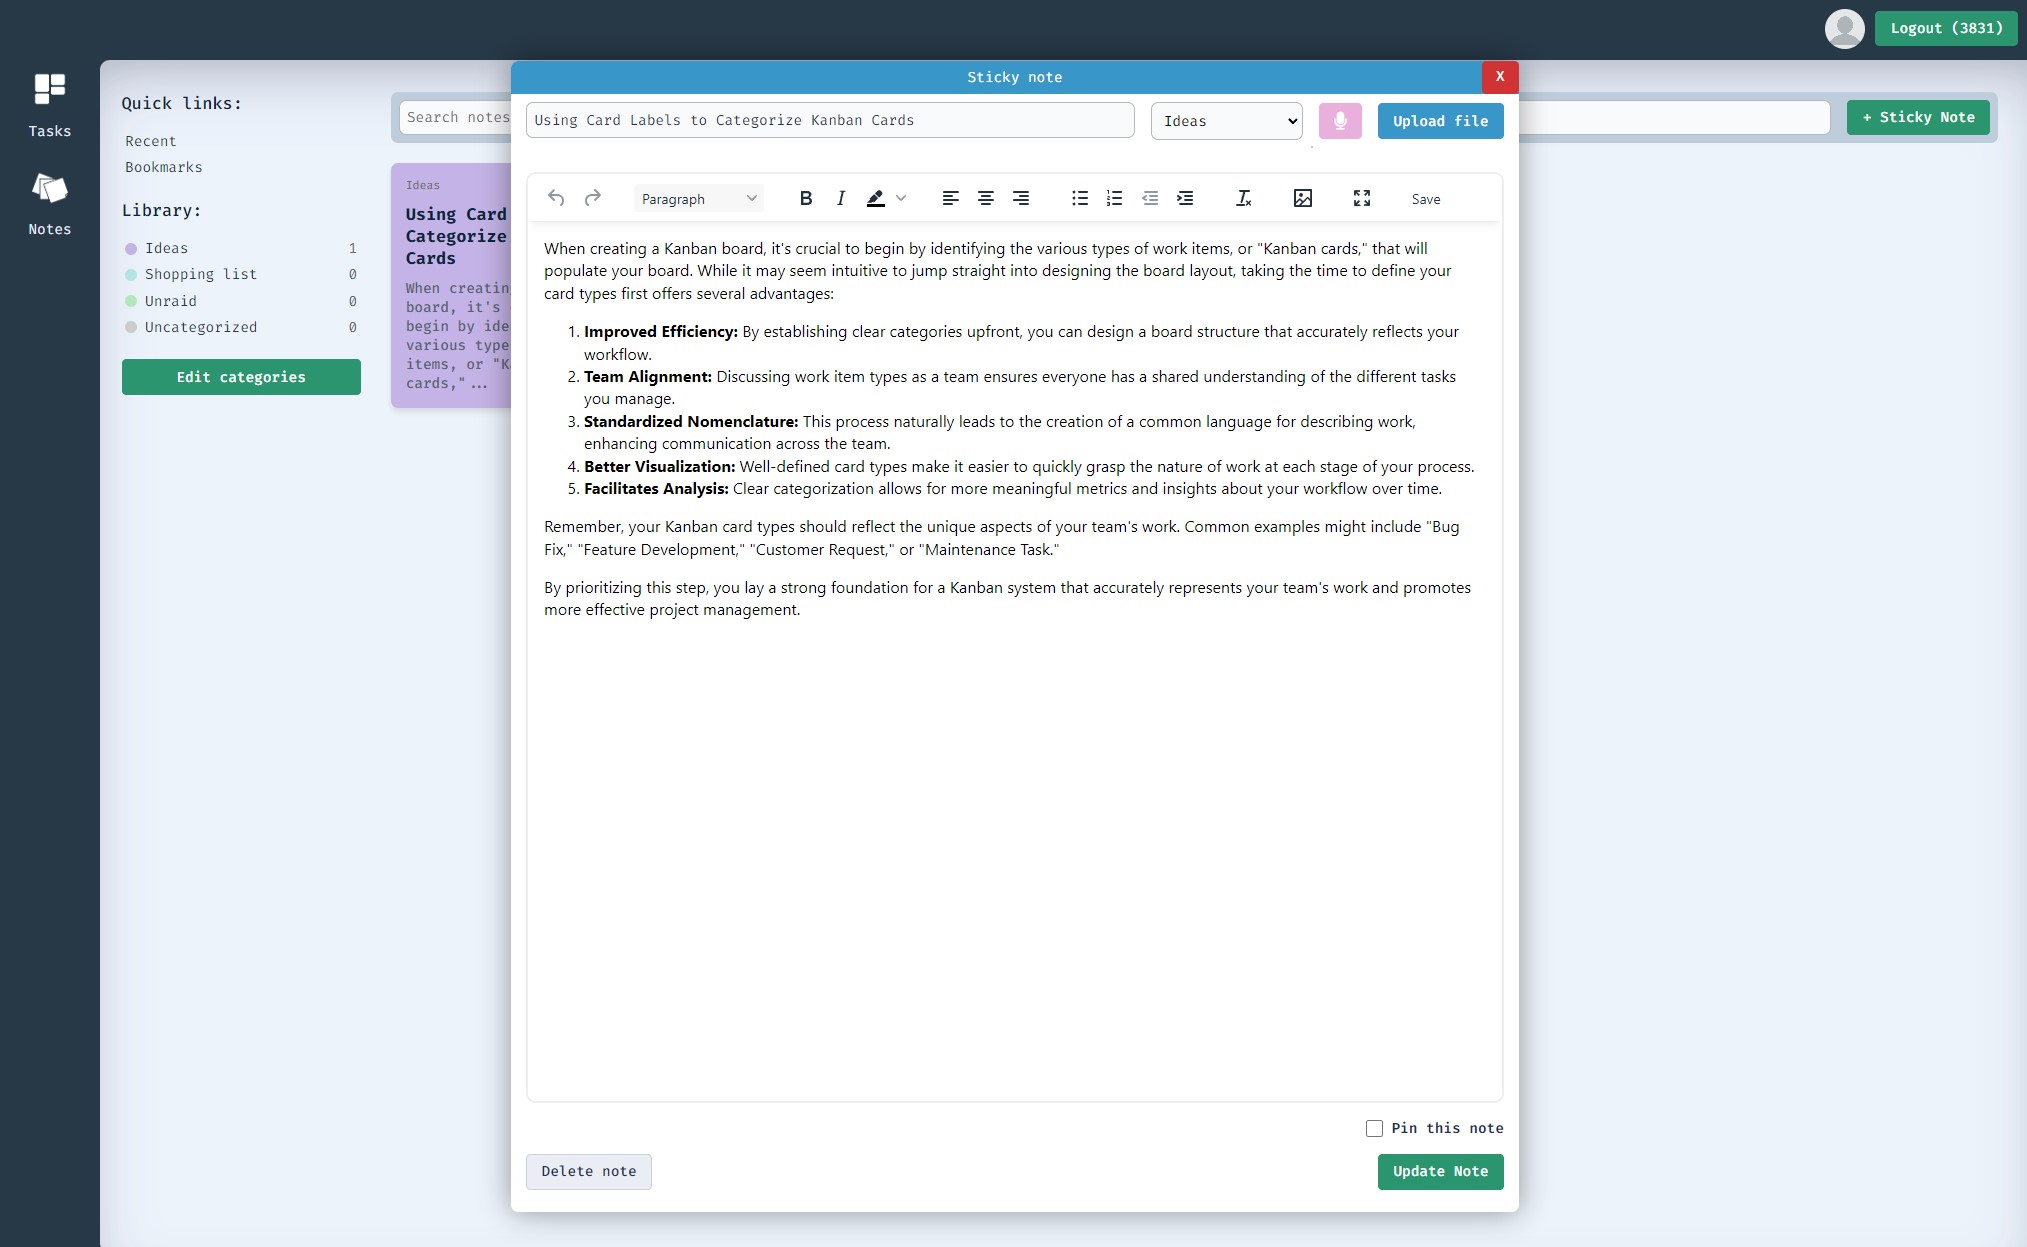 Logout (3831)
Tasks
Notes
Quick links:
Recent
Bookmarks
Library:
Ideas 1
Shopping list 0
Unraid 0
Uncategorized 0
Edit categories
Search notes
+ Sticky Note
Ideas
Using Card
Categorize
Cards
When creatin
board, it's
begin by ide
various type
items, or "K
cards,"...
Sticky note
X
Using Card Labels to Categorize Kanban Cards
Ideas
Upload file
Paragraph
B I
Save
When creating a Kanban board, it's crucial to begin by identifying the various types of work items, or "Kanban cards," that will
populate your board. While it may seem intuitive to jump straight into designing the board layout, taking the time to define your
card types first offers several advantages:
1. Improved Efficiency: By establishing clear categories upfront, you can design a board structure that accurately reflects your
workflow.
2. Team Alignment: Discussing work item types as a team ensures everyone has a shared understanding of the different tasks
you manage.
3. Standardized Nomenclature: This process naturally leads to the creation of a common language for describing work,
enhancing communication across the team.
4. Better Visualization: Well-defined card types make it easier to quickly grasp the nature of work at each stage of your process.
5. Facilitates Analysis: Clear categorization allows for more meaningful metrics and insights about your workflow over time.
Remember, your Kanban card types should reflect the unique aspects of your team's work. Common examples might include "Bug
Fix," "Feature Development," "Customer Request," or "Maintenance Task."
By prioritizing this step, you lay a strong foundation for a Kanban system that accurately represents your team's work and promotes
more effective project management.
Pin this note
Delete note
Update Note